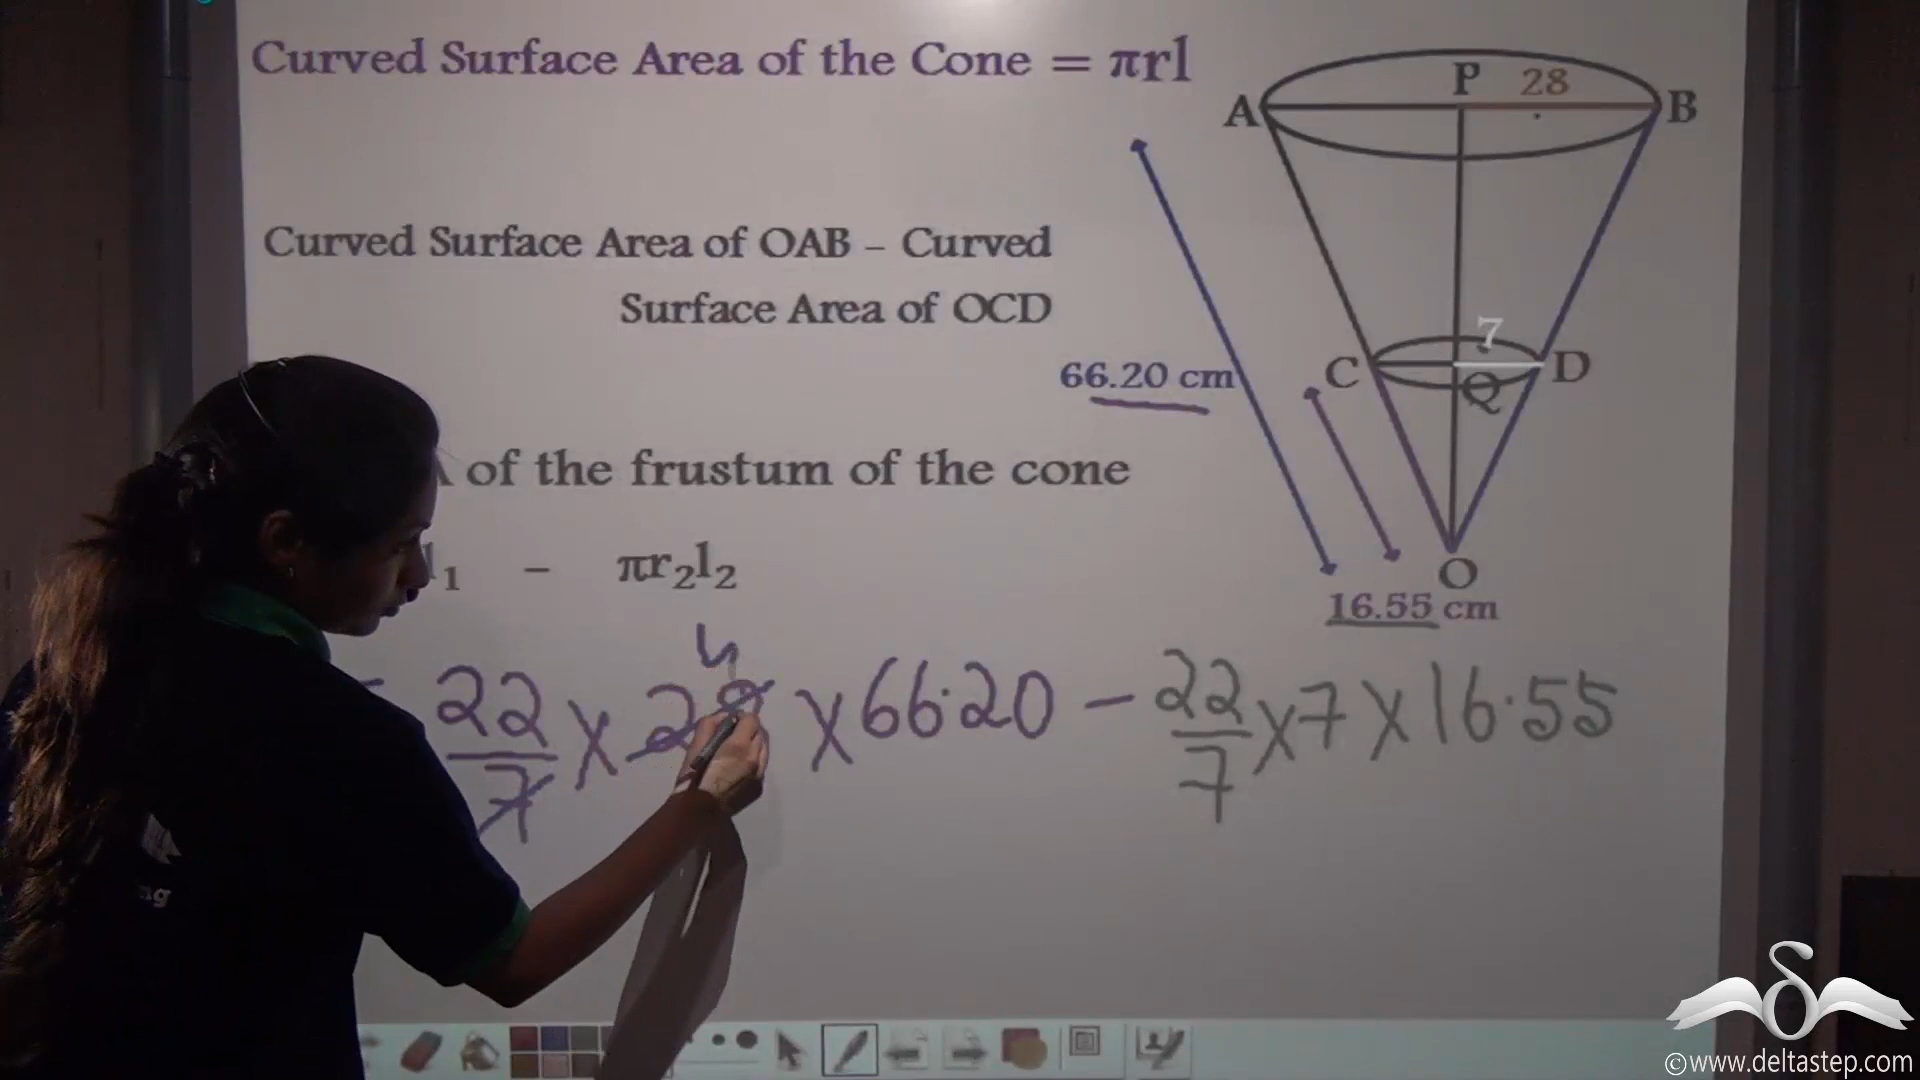 Curved Surface Area of the Cone = πrl
P 28
A B
Curved Surface Area of OAB – Curved
Surface Area of OCD
7
66.20 cm
C D
Q
of the frustum of the cone
l₁ – πr₂l₂
O
16.55 cm
4
22/7 x 28 x 66.20 – 22/7 x 7 x 16.55
©www.deltastep.com